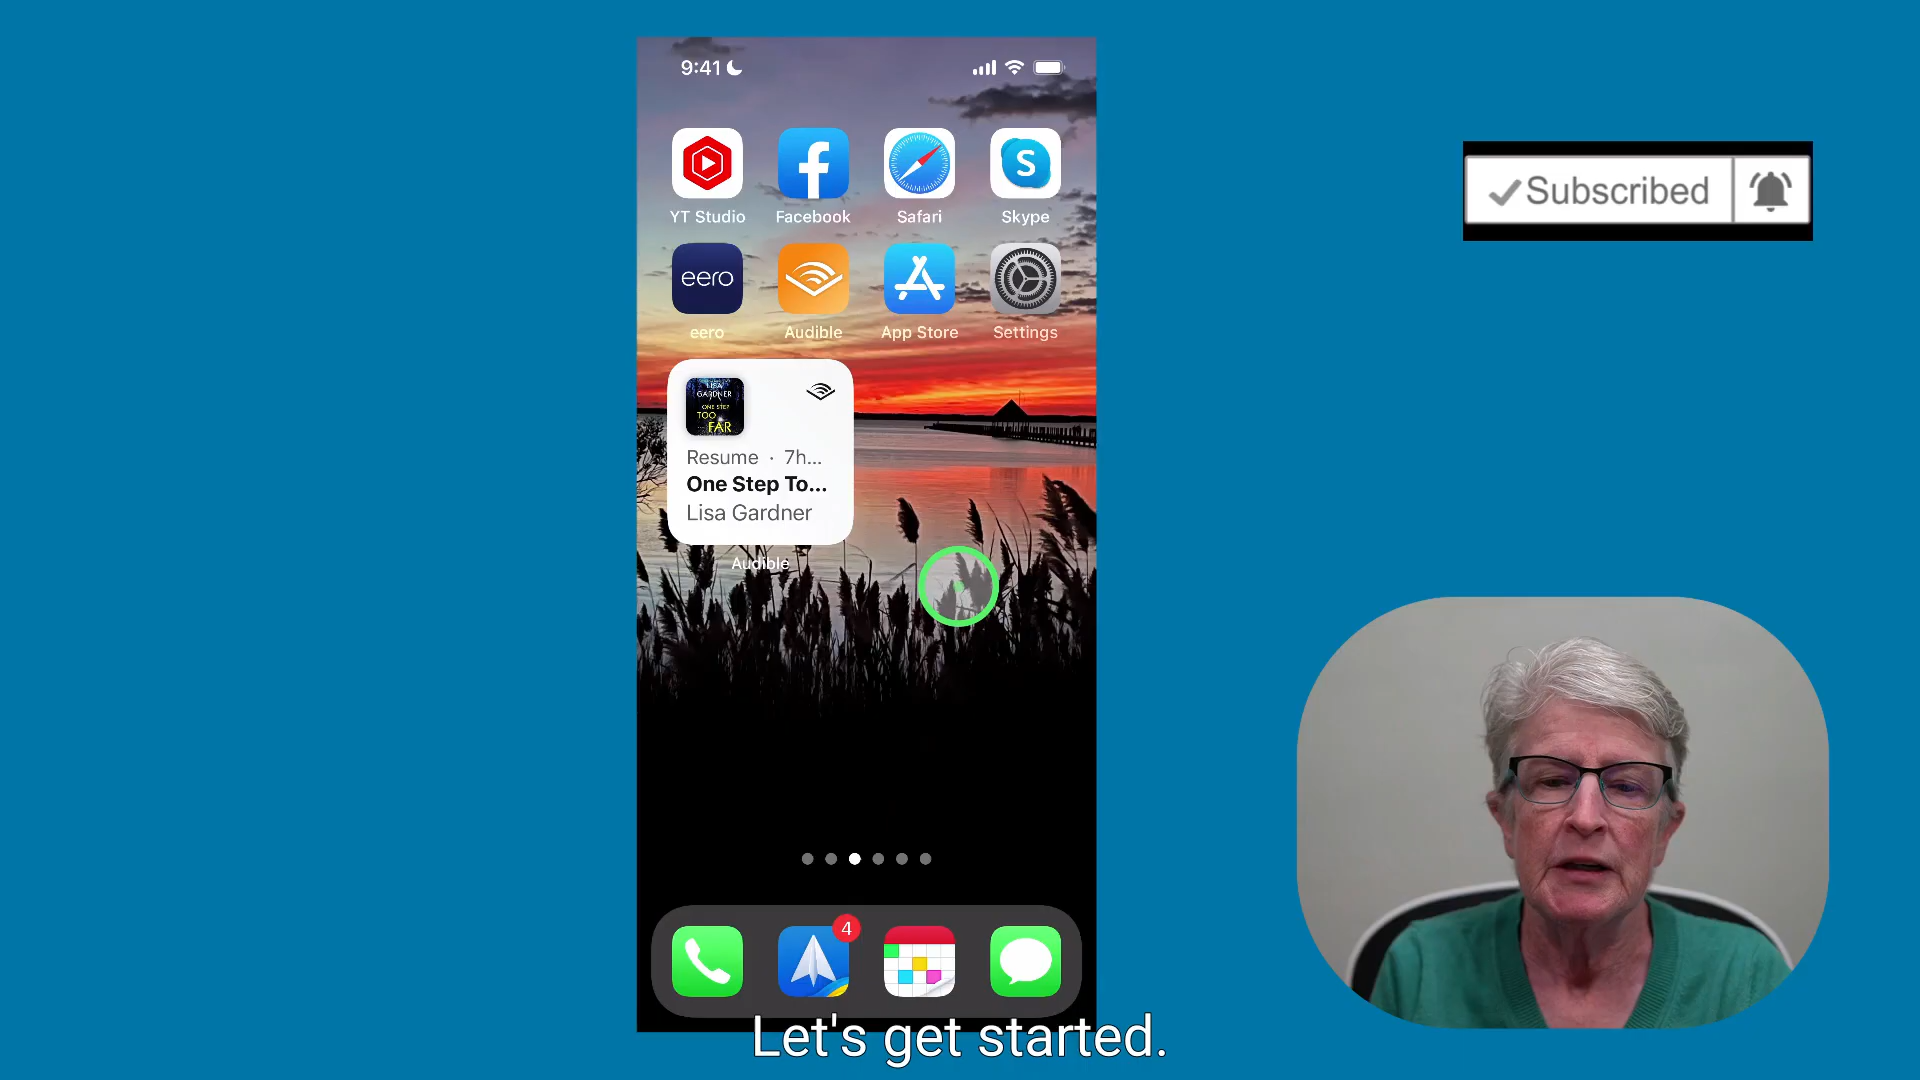 9:41
YT Studio
Facebook
Safari
S
Skype
eero
eero
Audible
App Store
Settings
LISA
GARDNER
ONE STEP
TOO
FAR
Resume · 7h...
One Step To...
Lisa Gardner
Audible
4
Subscribed
Let's get started.